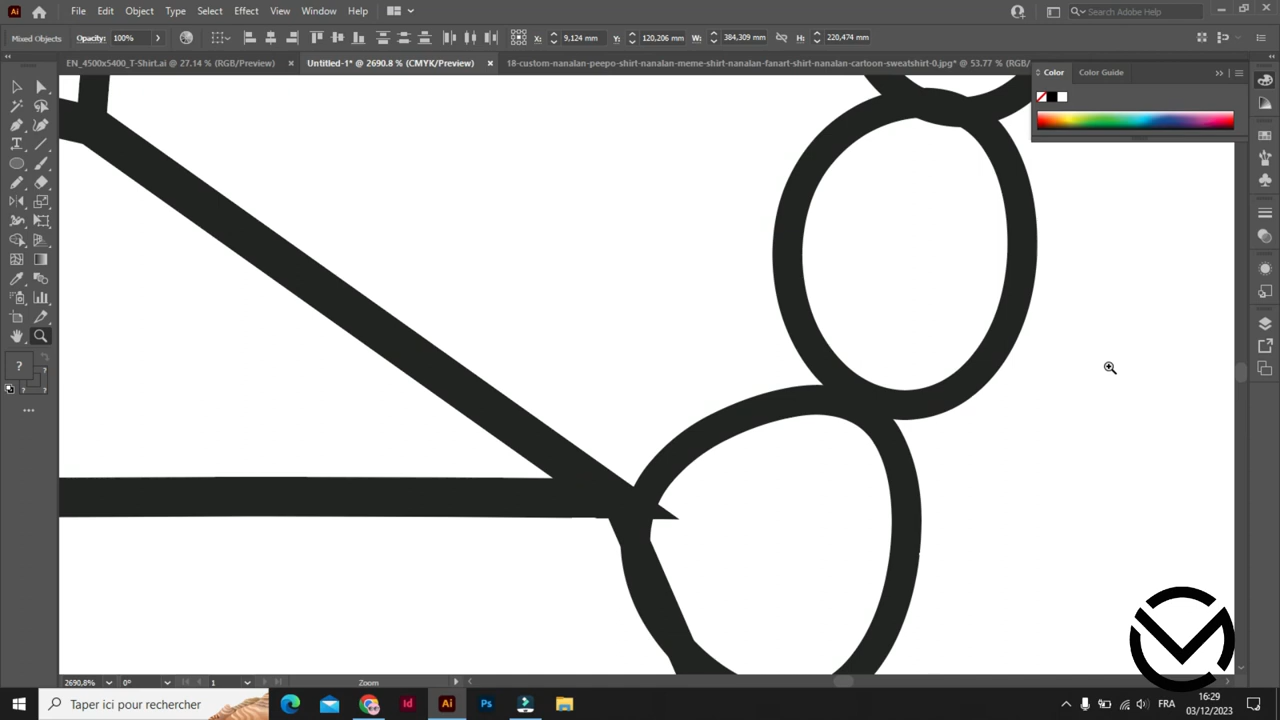 Ai File Edit Object Type Select Effect View Window Help Search Adobe Help
Mixed Objects Opacity: 100% X: 9,124 mm Y: 120,206 mm W: 384,309 mm H: 220,474 mm
EN_4500x5400_T-Shirt.ai @ 27.14 % (RGB/Preview) × Untitled-1* @ 2690.8 % (CMYK/Preview) × 18-custom-nanalan-peepo-shirt-nanalan-meme-shirt-nanalan-fanart-shirt-nanalan-cartoon-sweatshirt-0.jpg* @ 53.77 % (RGB/
Color Color Guide
?
?
? ?
2690,8% 0° 1 Zoom
Taper ici pour rechercher Id Ai Ps FRA 16:29
03/12/2023